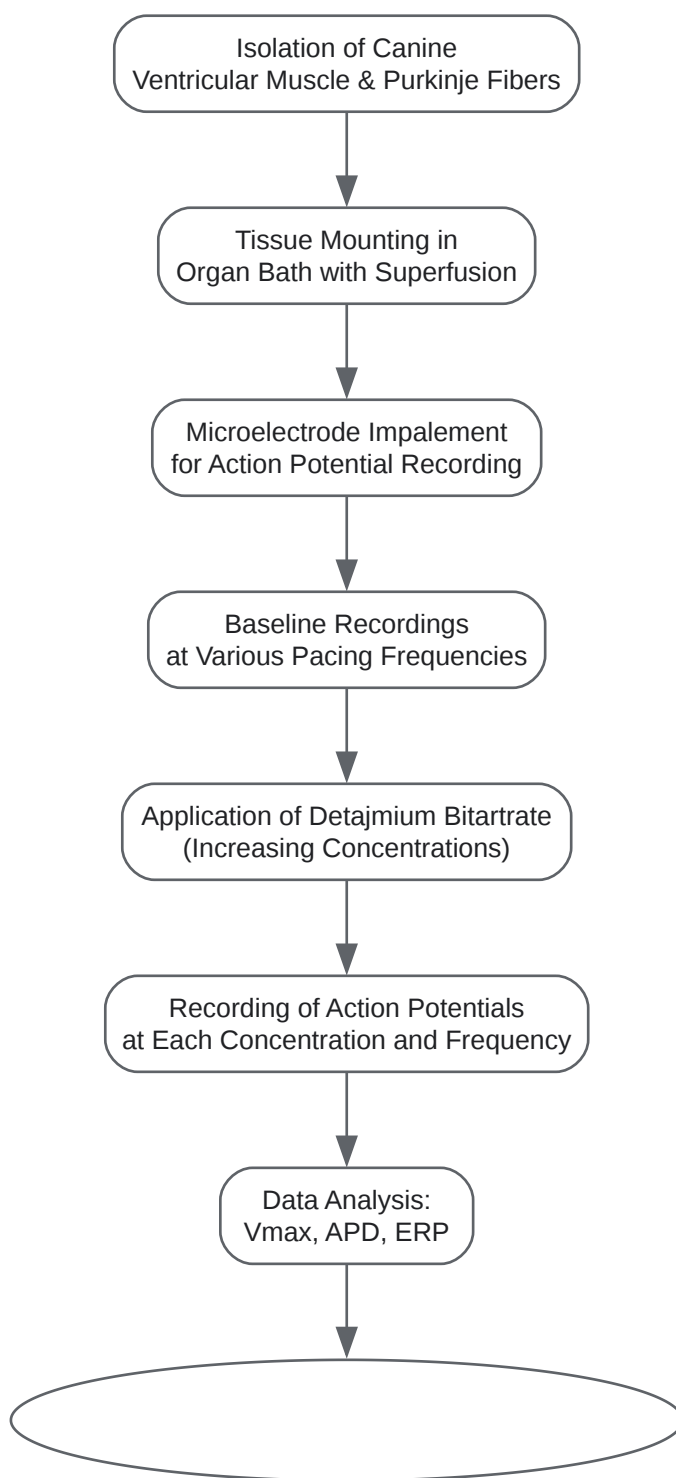 Isolation of Canine
Ventricular Muscle & Purkinje Fibers
Tissue Mounting in
Organ Bath with Superfusion
Microelectrode Impalement
for Action Potential Recording
Baseline Recordings
at Various Pacing Frequencies
Application of Detajmium Bitartrate
(Increasing Concentrations)
Recording of Action Potentials
at Each Concentration and Frequency
Data Analysis:
Vmax, APD, ERP